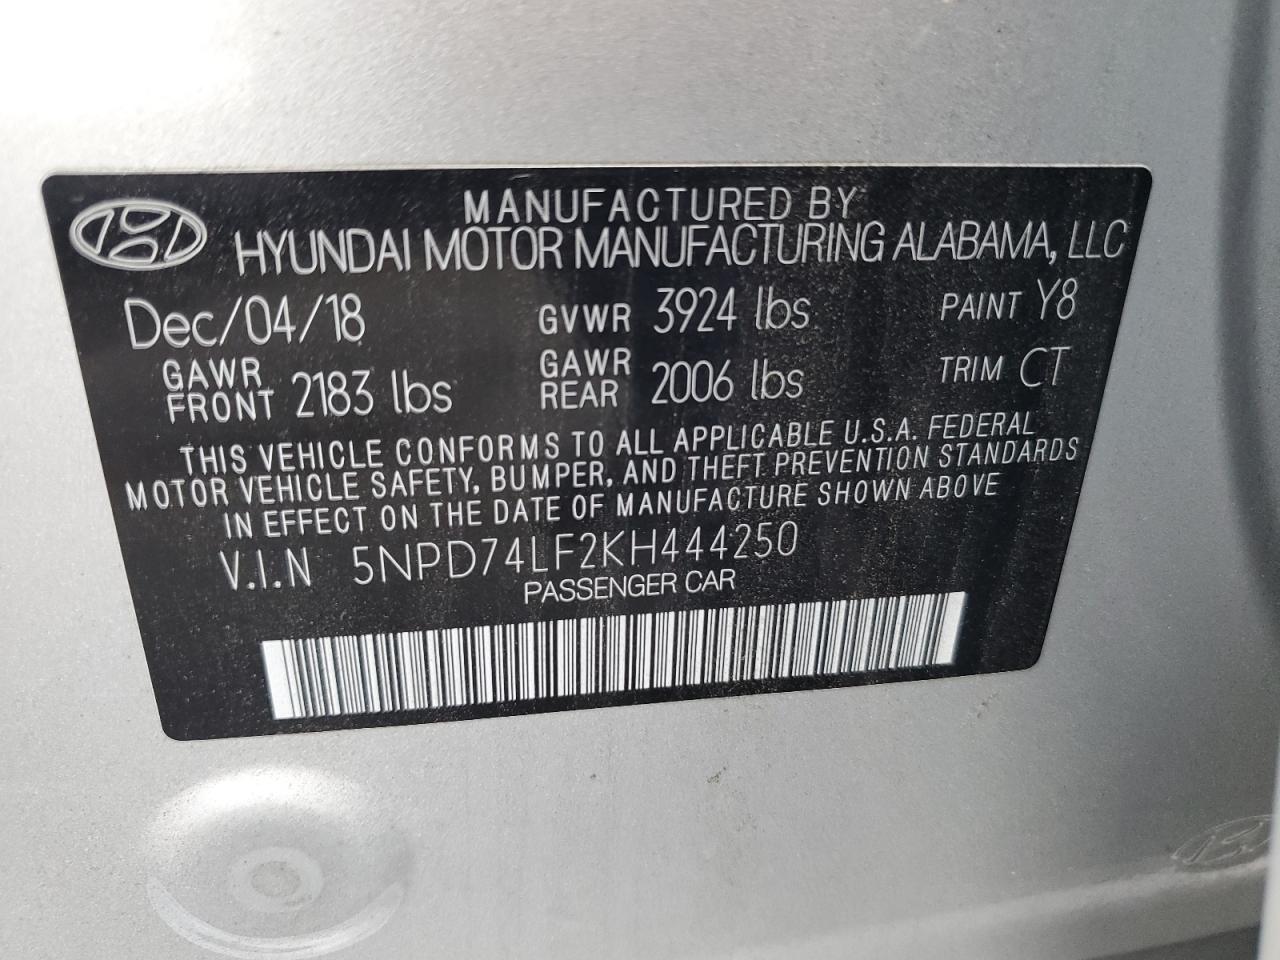 MANUFACTURED BY
HYUNDAI MOTOR MANUFACTURING ALABAMA, LLC
Dec/04/18 GVWR 3924 lbs PAINT Y8
GAWR FRONT 2183 lbs GAWR REAR 2006 lbs TRIM CT
THIS VEHICLE CONFORMS TO ALL APPLICABLE U.S.A. FEDERAL
MOTOR VEHICLE SAFETY, BUMPER, AND THEFT PREVENTION STANDARDS
IN EFFECT ON THE DATE OF MANUFACTURE SHOWN ABOVE
V.I.N 5NPD74LF2KH444250
PASSENGER CAR